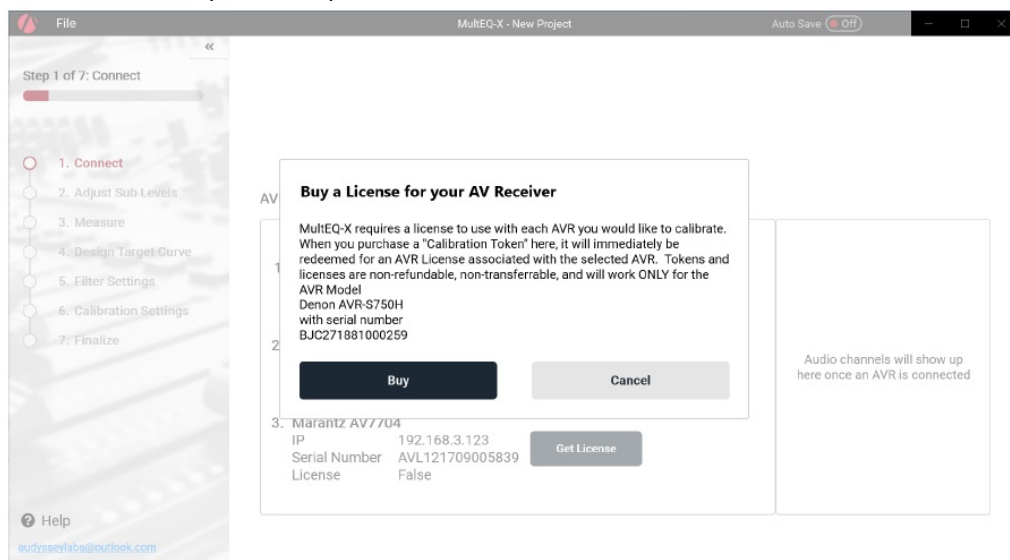 File
MultEQ-X - New Project
Auto Save
Off
«
Step 1 of 7: Connect
1. Connect
2. Adjust Sub Levels
3. Measure
4. Design Target Curve
5. Filter Settings
6. Calibration Settings
7. Finalize
Help
audysseylabs@outlook.com
AV
1
2
Buy a License for your AV Receiver
MultEQ-X requires a license to use with each AVR you would like to calibrate.
When you purchase a "Calibration Token" here, it will immediately be
redeemed for an AVR License associated with the selected AVR. Tokens and
licenses are non-refundable, non-transferrable, and will work ONLY for the
AVR Model
Denon AVR-S750H
with serial number
BJC271881000259
Buy
Cancel
3. Marantz AV7704
IP 192.168.3.123
Serial Number AVL121709005839
License False
Get License
Audio channels will show up
here once an AVR is connected